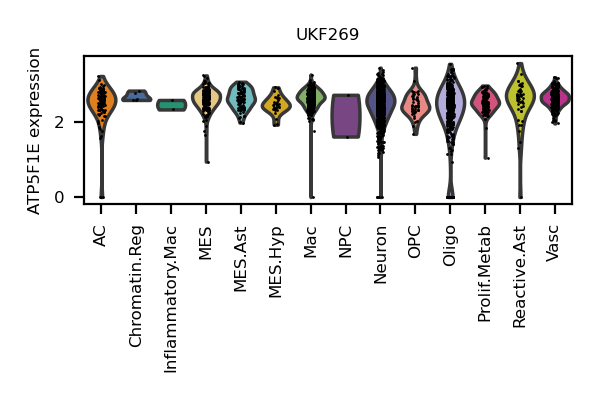 UKF269
ATP5F1E expression
2
0
AC
Chromatin.Reg
Inflammatory.Mac
MES
MES.Ast
MES.Hyp
Mac
NPC
Neuron
OPC
Oligo
Prolif.Metab
Reactive.Ast
Vasc